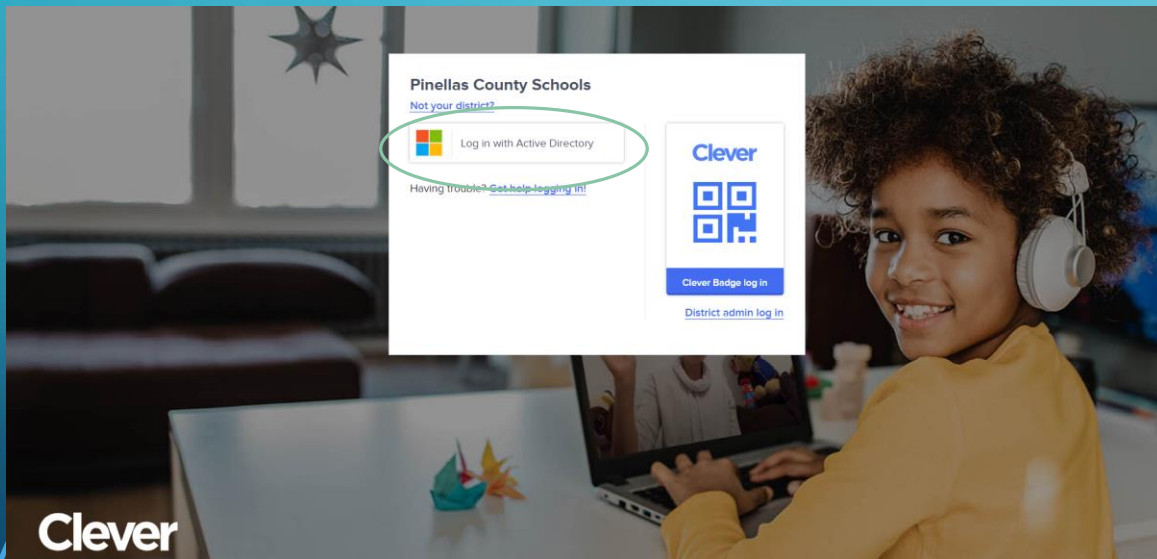 Pinellas County Schools
Not your district?
Log in with Active Directory
Having trouble? Get help logging in!
Clever
Clever Badge log in
District admin log in
Clever